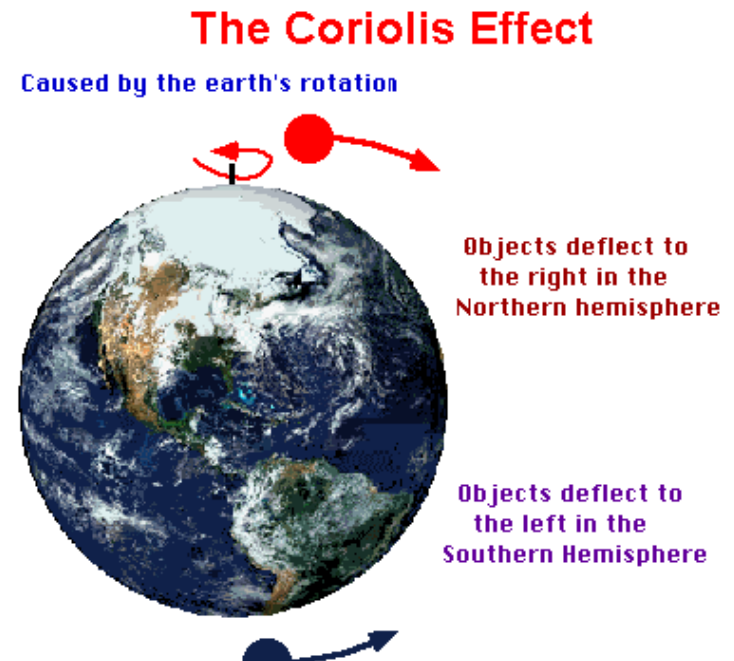 The Coriolis Effect
Caused by the earth's rotation
Objects deflect to
the right in the
Northern hemisphere
Objects deflect to
the left in the
Southern Hemisphere